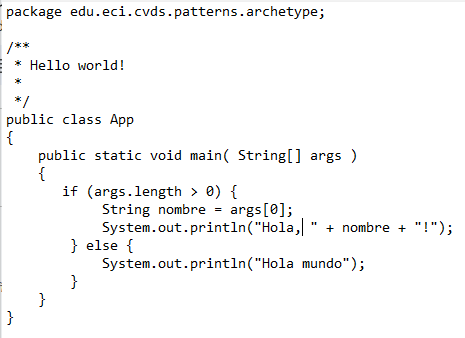 package edu.eci.cvds.patterns.archetype;
/**
 * Hello world!
 *
 */
public class App
{
    public static void main( String[] args )
    {
       if (args.length > 0) {
            String nombre = args[0];
            System.out.println("Hola, " + nombre + "!");
        } else {
            System.out.println("Hola mundo");
        }
    }
}